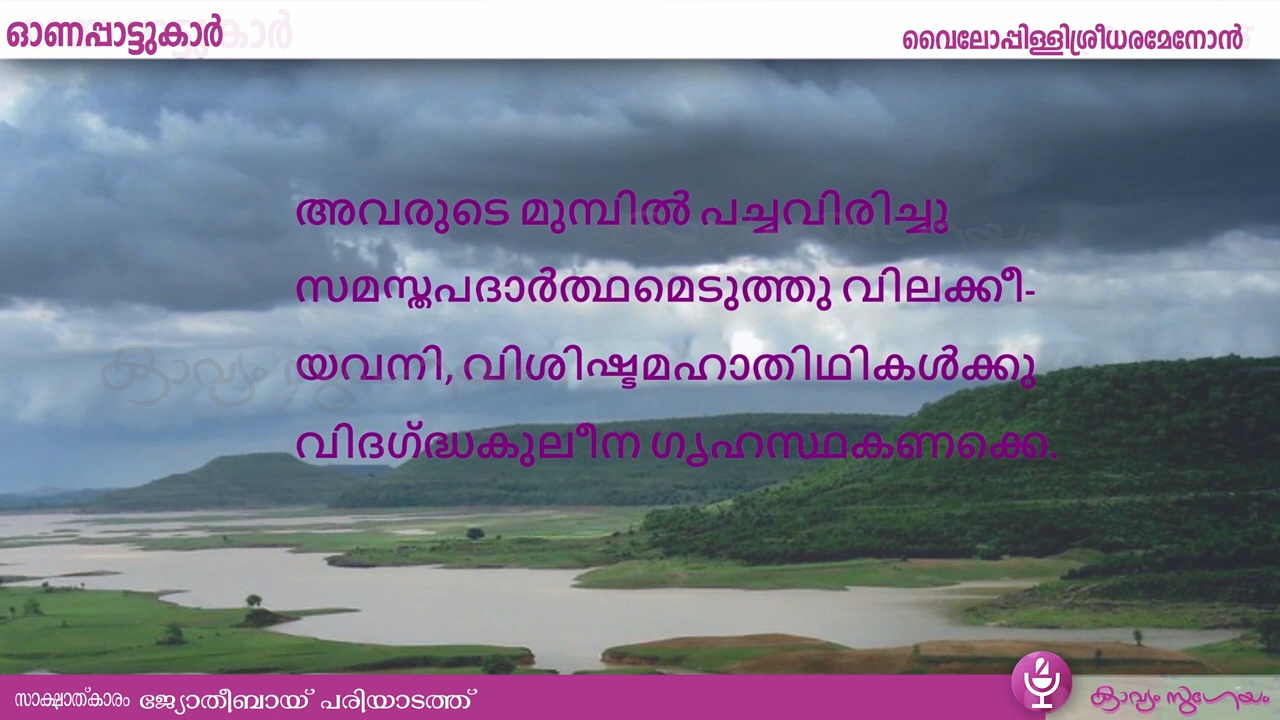 ഓണപ്പാട്ടുകാർ
വൈലോപ്പിള്ളിശ്രീധരമേനോൻ
അവരുടെ മുമ്പിൽ പച്ചവിരിച്ചു
സമസ്തപദാർത്ഥമെടുത്തു വിലക്കീ-
യവനി, വിശിഷ്ടമഹാതിഥികൾക്കു
വിദഗ്ദ്ധകുലീന ഗൃഹസ്ഥകണക്കെ.
സാക്ഷാത്കാരം ജ്യോതീബായ് പരിയാടത്ത്
കാവ്യം സുഗേയം